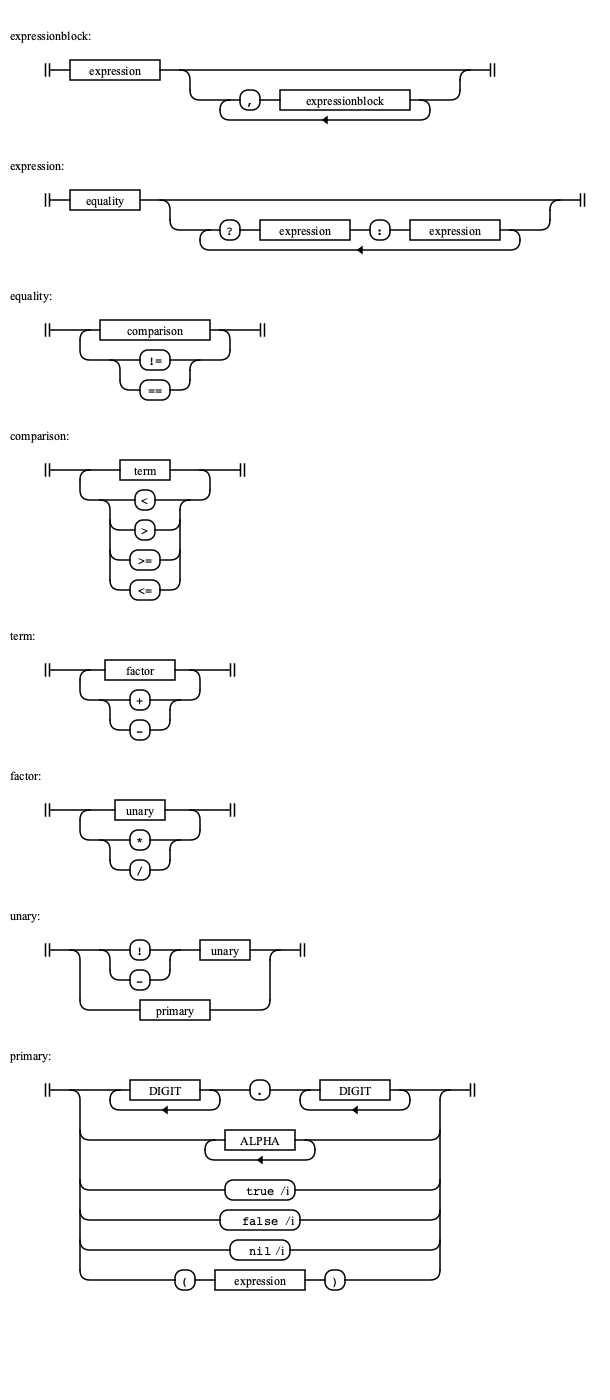 expressionblock:
expression
, expressionblock
expression:
equality
? expression : expression
equality:
comparison
!=
==
comparison:
term
<
>
>=
<=
term:
factor
+
-
factor:
unary
*
/
unary:
! unary
-
primary
primary:
DIGIT . DIGIT
ALPHA
true /i
false /i
nil /i
( expression )